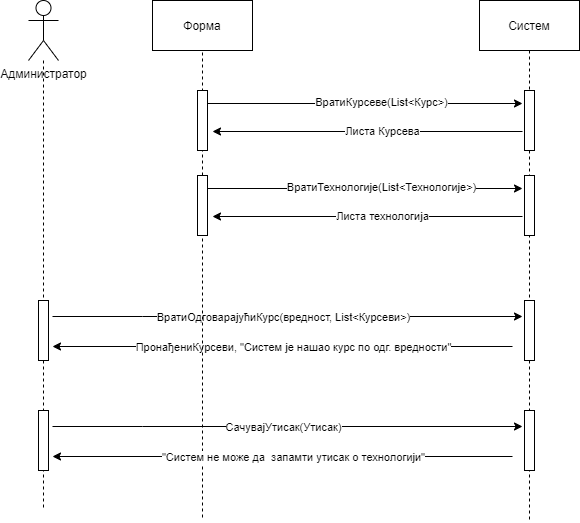 Форма
Систем
Администратор
ВратиКурсеве(List<Курс>)
Листа Курсева
ВратиТехнологије(List<Технологије>)
Листа технологија
ВратиОдговарајућиКурс(вредност, List<Курсеви>)
ПронађениКурсеви, "Систем је нашао курс по одг. вредности"
СачувајУтисак(Утисак)
"Систем не може да запамти утисак о технологији"